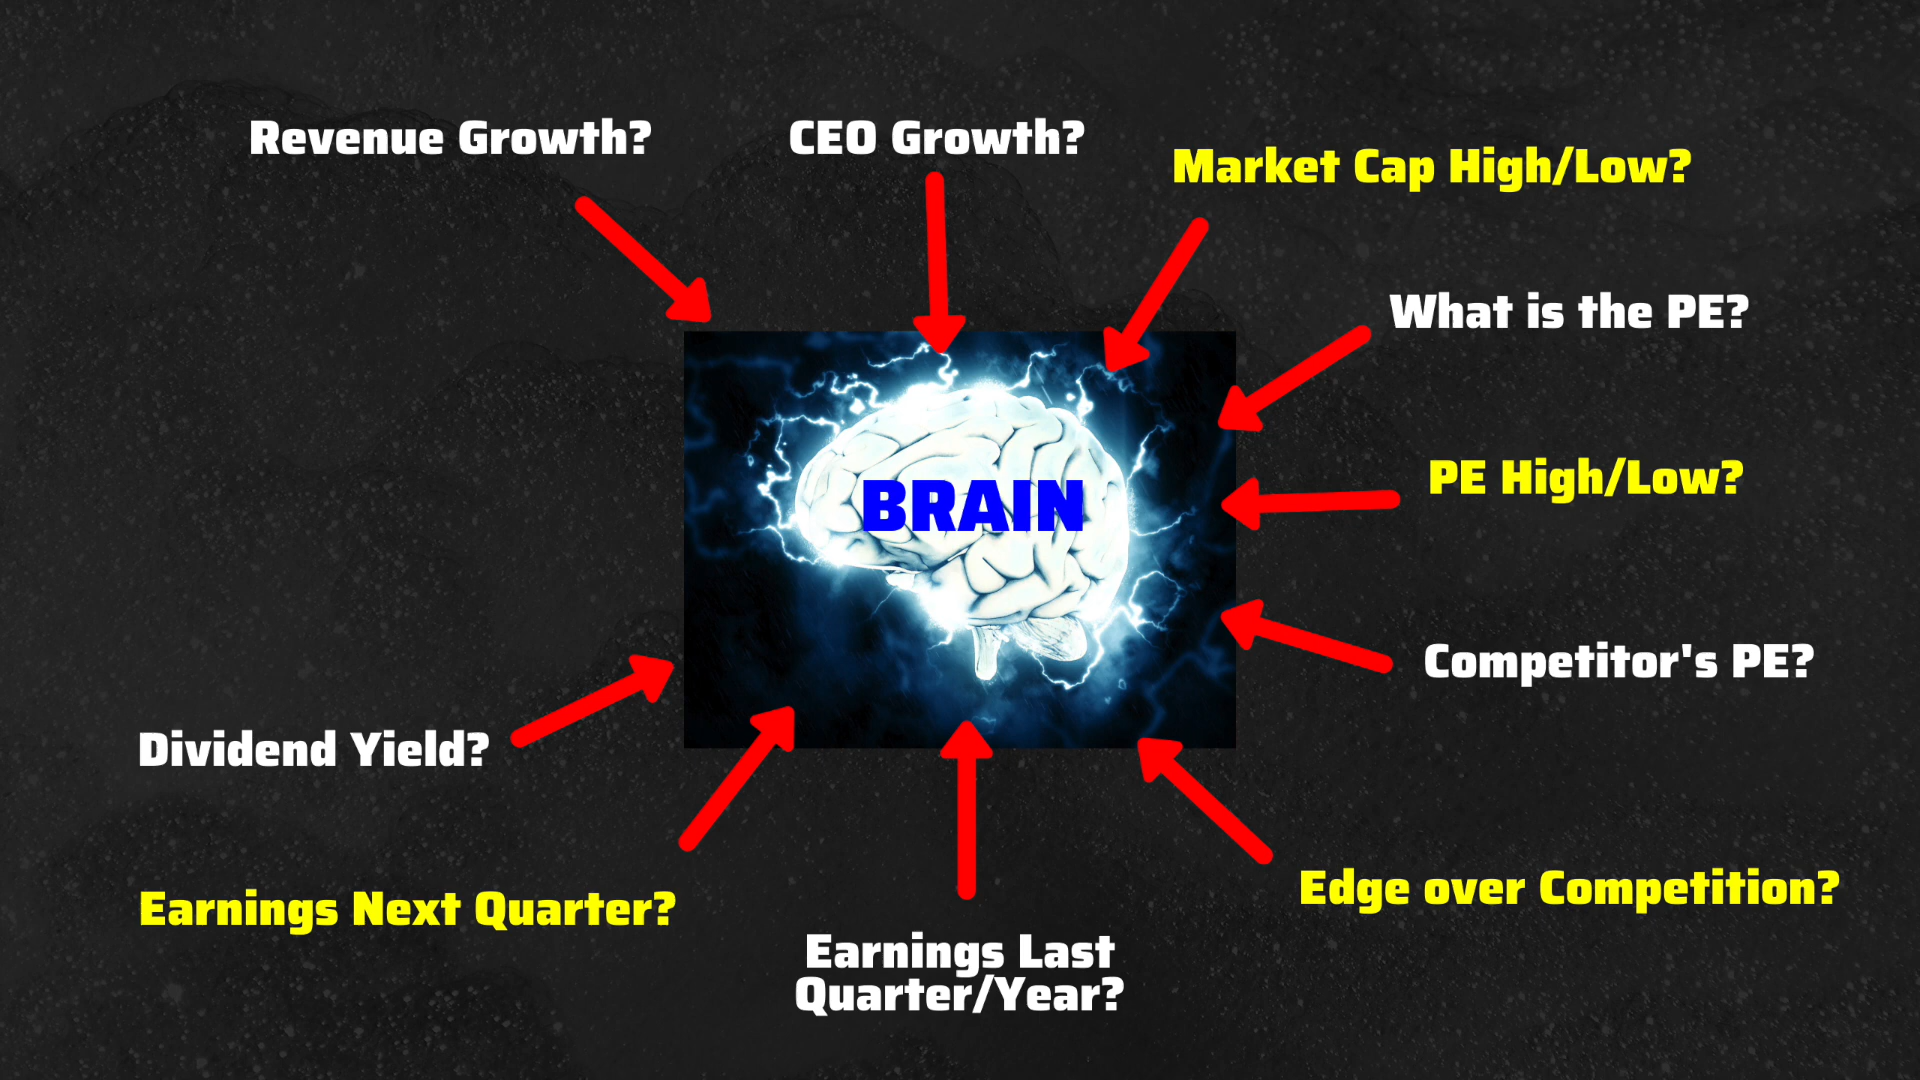 Revenue Growth?
CEO Growth?
Market Cap High/Low?
What is the PE?
BRAIN
PE High/Low?
Competitor's PE?
Dividend Yield?
Edge over Competition?
Earnings Next Quarter?
Earnings Last
Quarter/Year?